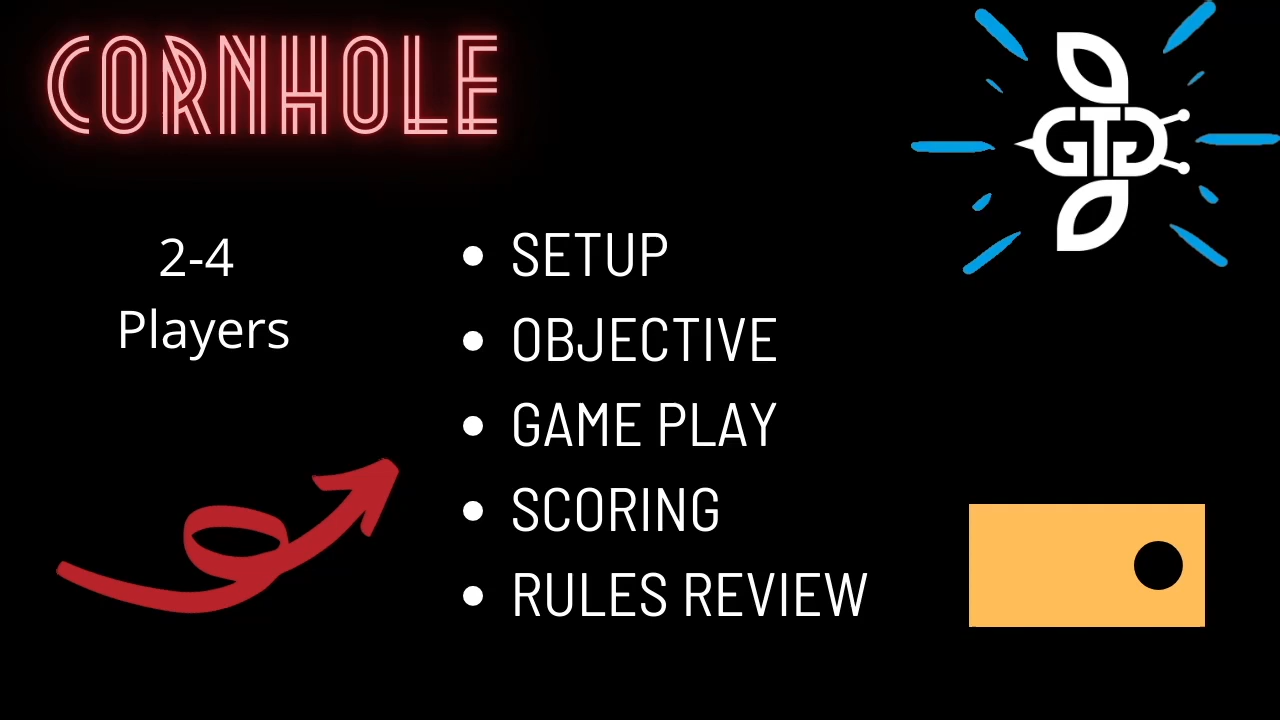 CORNHOLE
GTG
2-4
Players
SETUP
OBJECTIVE
GAME PLAY
SCORING
RULES REVIEW